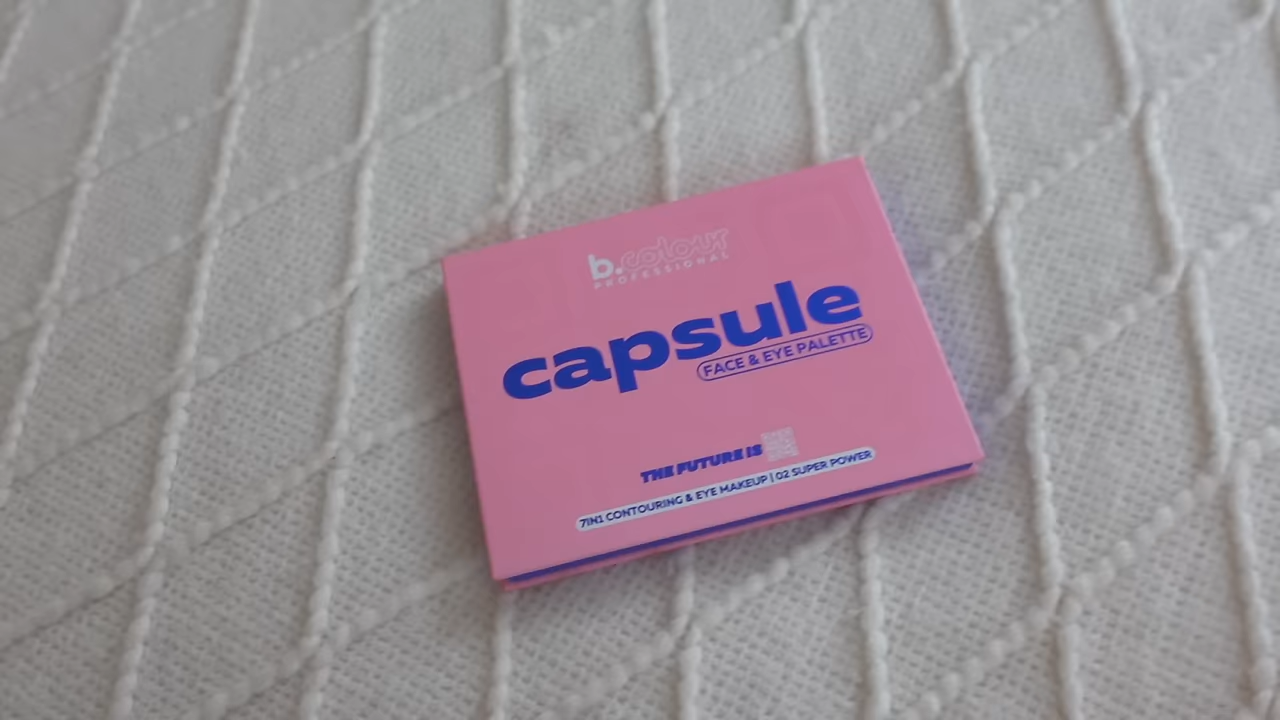 b.colour
PROFESSIONAL
capsule
FACE & EYE PALETTE
THE FUTURE IS
7IN1 CONTOURING & EYE MAKEUP | 02 SUPER POWER